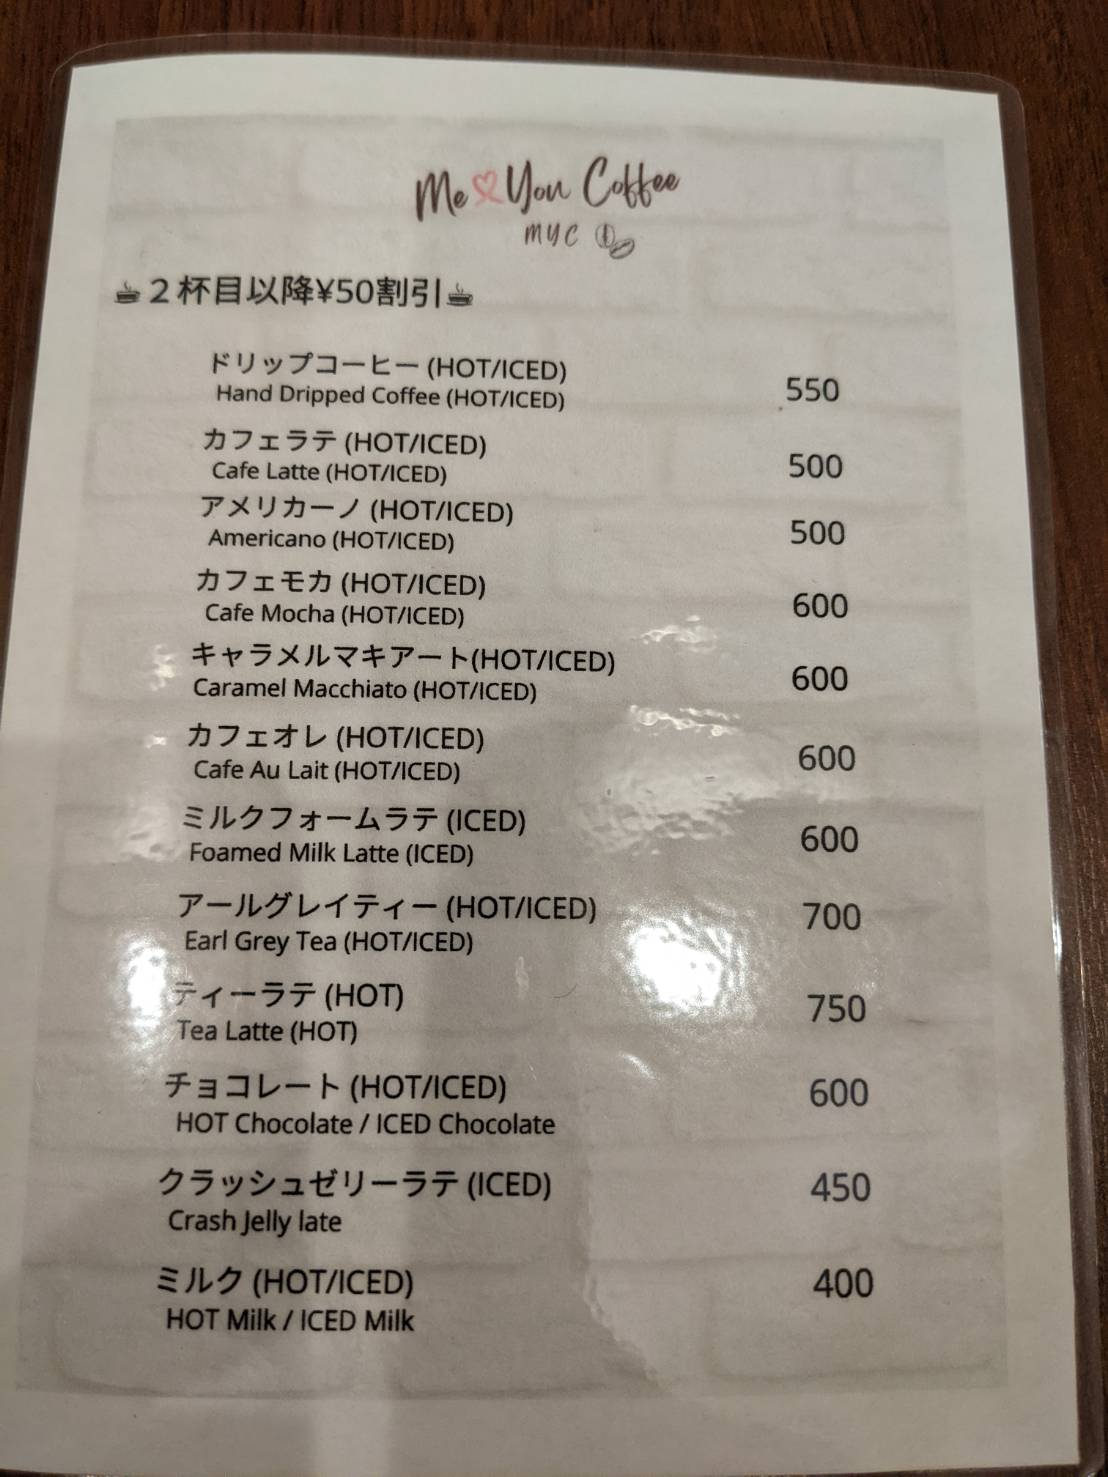 Me You Coffee
MYC
☕２杯目以降¥50割引☕
ドリップコーヒー (HOT/ICED)
Hand Dripped Coffee (HOT/ICED)
550
カフェラテ (HOT/ICED)
Cafe Latte (HOT/ICED)
500
アメリカーノ (HOT/ICED)
Americano (HOT/ICED)
500
カフェモカ (HOT/ICED)
Cafe Mocha (HOT/ICED)
600
キャラメルマキアート(HOT/ICED)
Caramel Macchiato (HOT/ICED)
600
カフェオレ (HOT/ICED)
Cafe Au Lait (HOT/ICED)
600
ミルクフォームラテ (ICED)
Foamed Milk Latte (ICED)
600
アールグレイティー (HOT/ICED)
Earl Grey Tea (HOT/ICED)
700
ティーラテ (HOT)
Tea Latte (HOT)
750
チョコレート (HOT/ICED)
HOT Chocolate / ICED Chocolate
600
クラッシュゼリーラテ (ICED)
Crash Jelly late
450
ミルク (HOT/ICED)
HOT Milk / ICED Milk
400